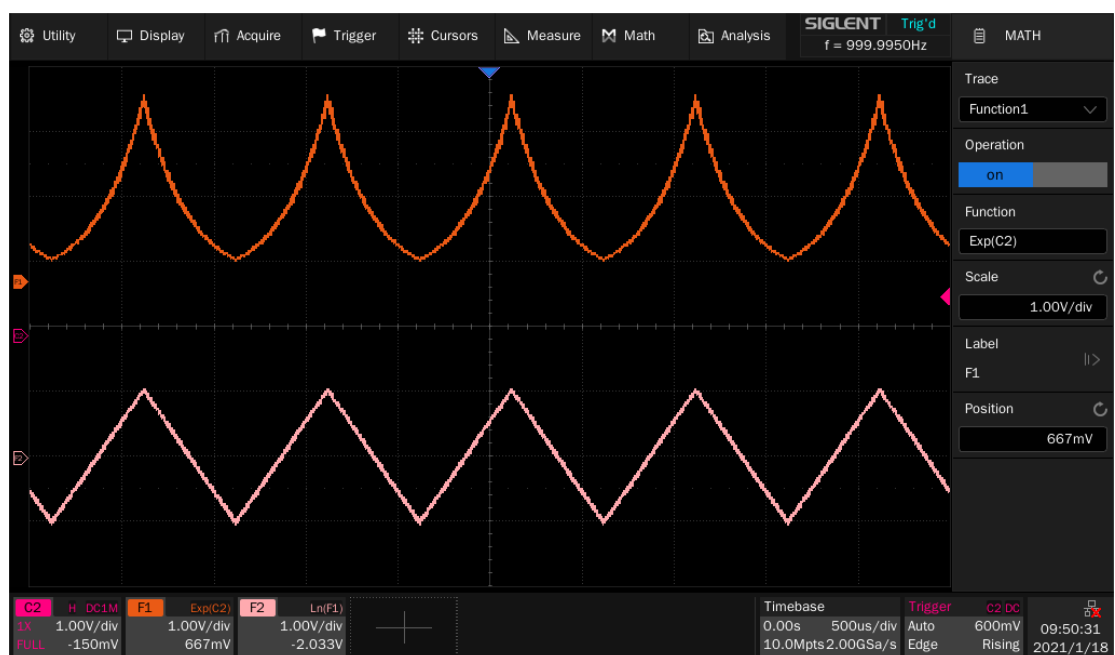 Utility Display Acquire Trigger Cursors Measure Math Analysis SIGLENT Trig'd MATH
f = 999.9950Hz
Trace
Function1
Operation
on
Function
Exp(C2)
F1
Scale
1.00V/div
C2
Label
F1
Position
667mV
F2
C2 H DC1M F1 Exp(C2) F2 Ln(F1) Timebase Trigger C2 DC
1X 1.00V/div 1.00V/div 1.00V/div 0.00s 500us/div Auto 600mV 09:50:31
FULL -150mV 667mV -2.033V 10.0Mpts 2.00GSa/s Edge Rising 2021/1/18